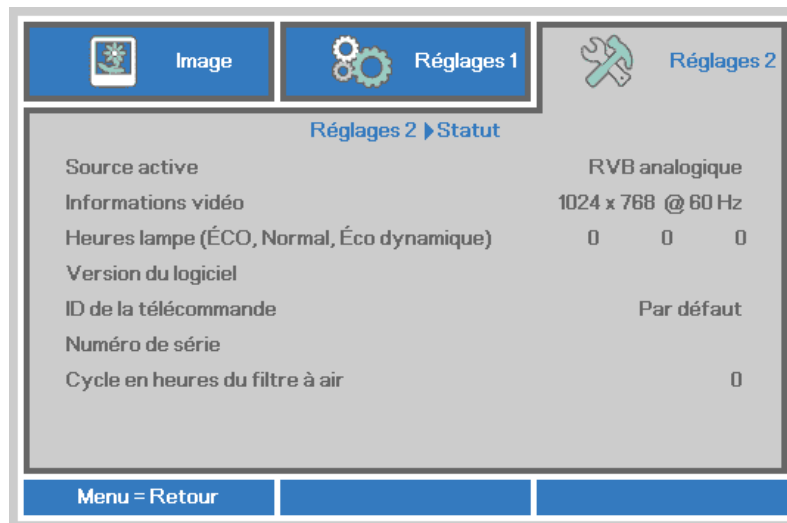 Image Réglages 1 Réglages 2
Réglages 2 ▶ Statut
Source active RVB analogique
Informations vidéo 1024 x 768 @ 60 Hz
Heures lampe (ÉCO, Normal, Éco dynamique) 0 0 0
Version du logiciel
ID de la télécommande Par défaut
Numéro de série
Cycle en heures du filtre à air 0
Menu = Retour